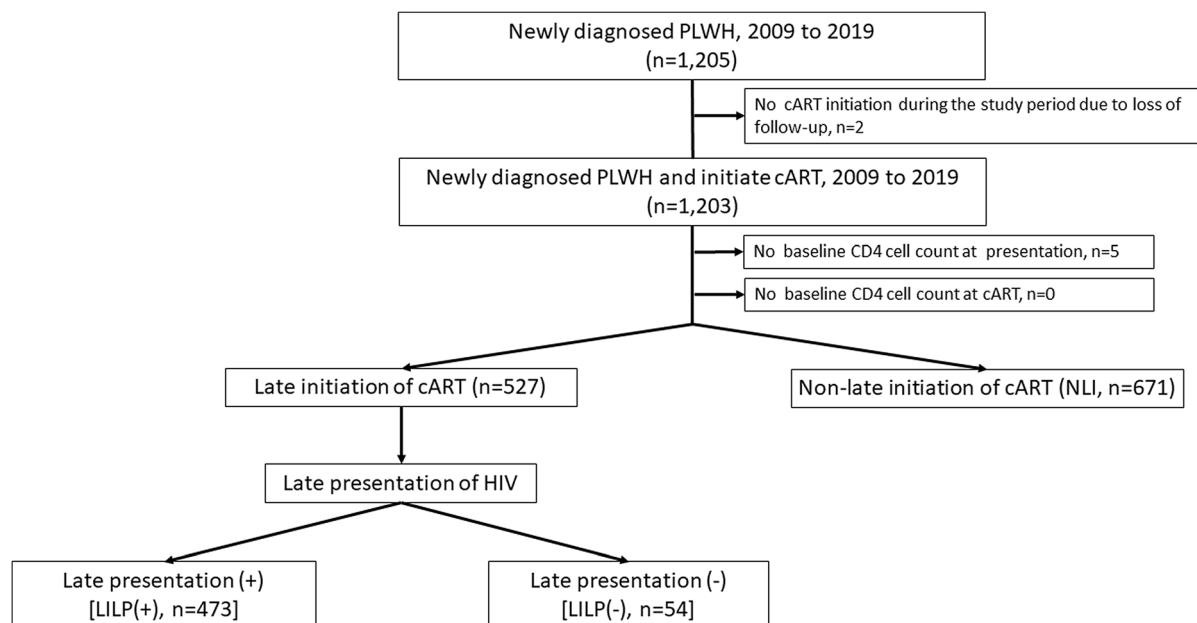 Newly diagnosed PLWH, 2009 to 2019
(n=1,205)
No cART initiation during the study period due to loss of
follow-up, n=2
Newly diagnosed PLWH and initiate cART, 2009 to 2019
(n=1,203)
No baseline CD4 cell count at presentation, n=5
No baseline CD4 cell count at cART, n=0
Late initiation of cART (n=527)
Non-late initiation of cART (NLI, n=671)
Late presentation of HIV
Late presentation (+)
[LILP(+), n=473]
Late presentation (-)
[LILP(-), n=54]